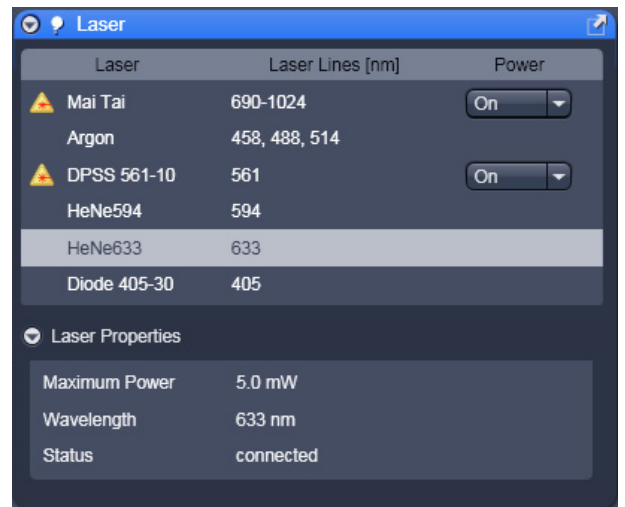 Laser
Laser Laser Lines [nm] Power
Mai Tai 690-1024 On
Argon 458, 488, 514
DPSS 561-10 561 On
HeNe594 594
HeNe633 633
Diode 405-30 405
Laser Properties
Maximum Power 5.0 mW
Wavelength 633 nm
Status connected